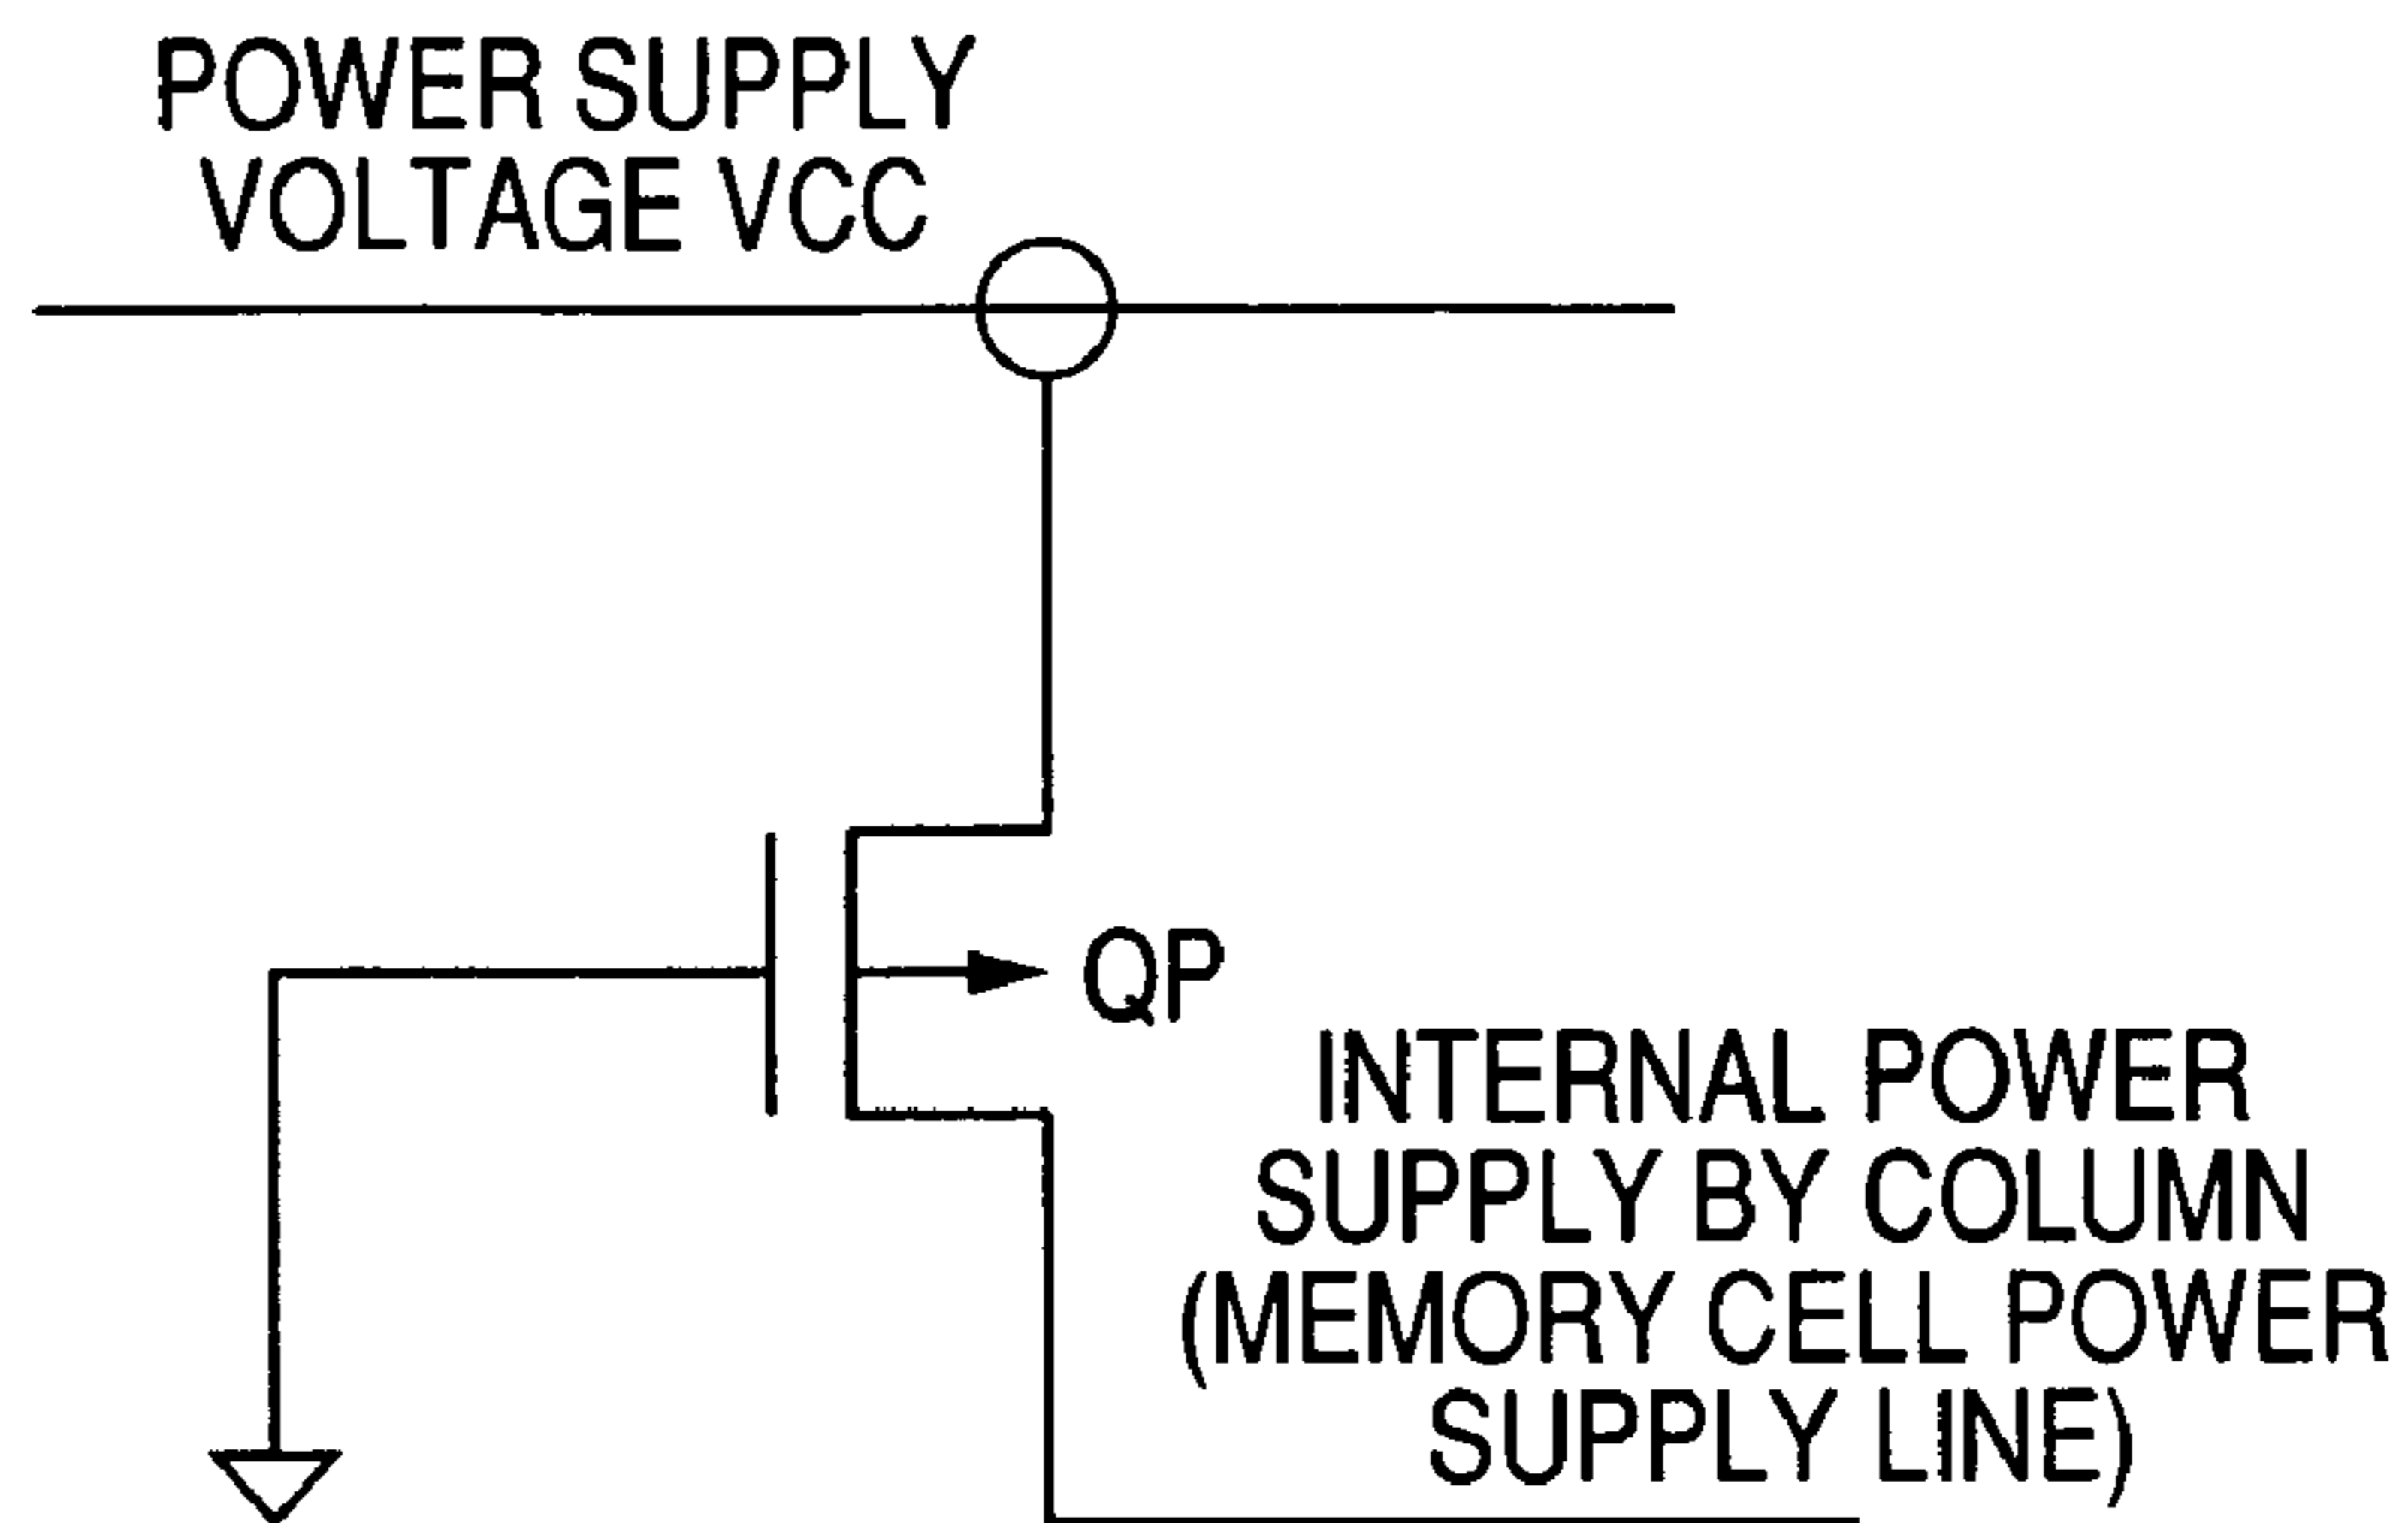 POWER SUPPLY
VOLTAGE VCC
QP
INTERNAL POWER
SUPPLY BY COLUMN
(MEMORY CELL POWER
SUPPLY LINE)